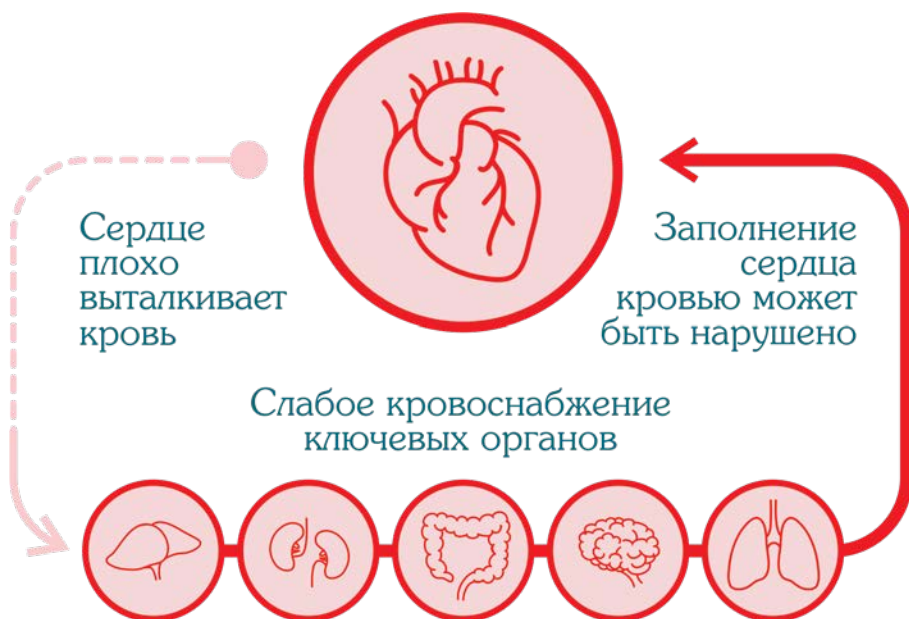 Сердце
плохо
выталкивает
кровь
Заполнение
сердца
кровью может
быть нарушено
Слабое кровоснабжение
ключевых органов